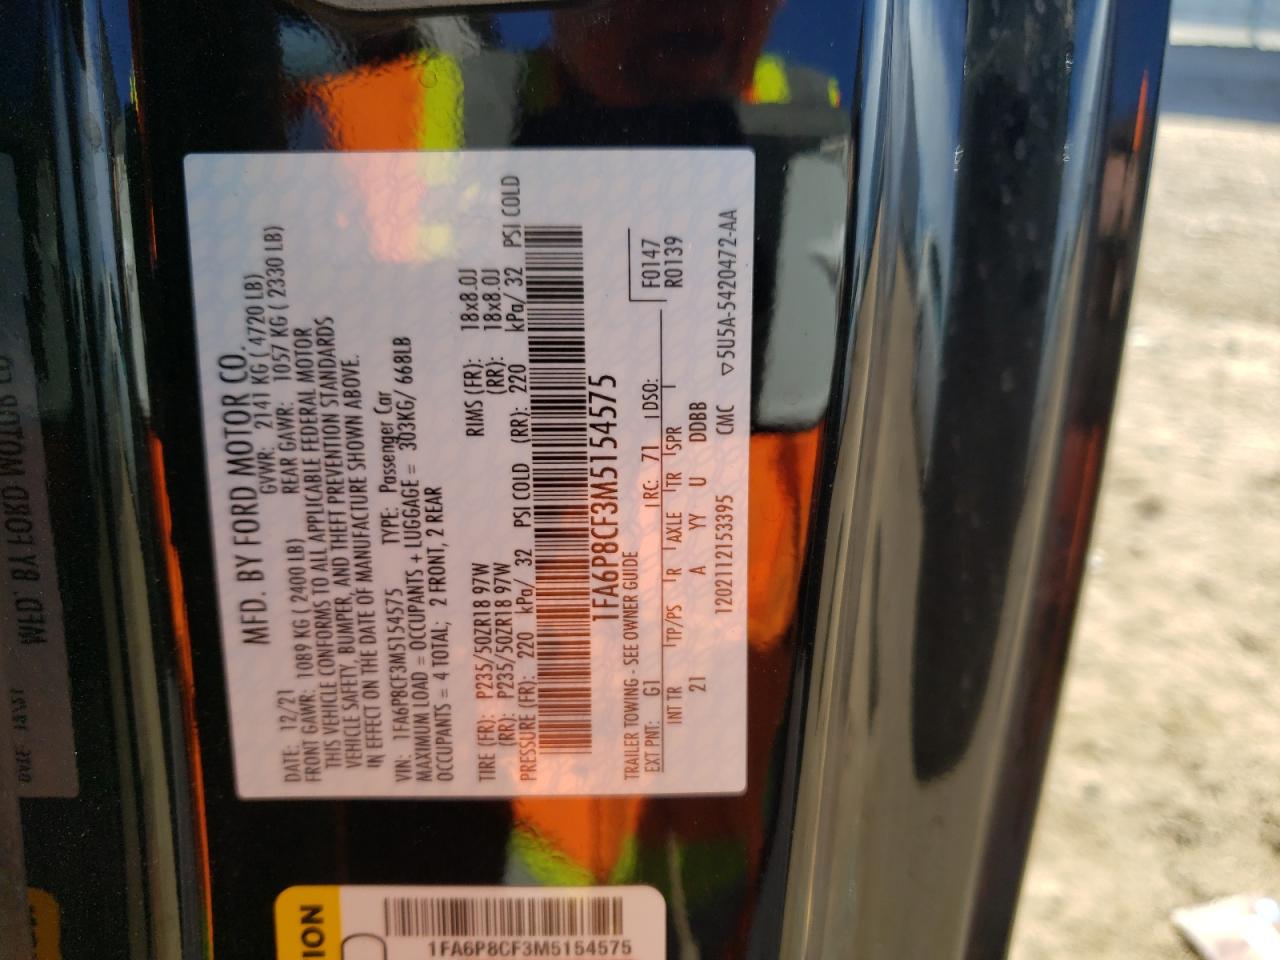 MFD. BY FORD MOTOR CO.
DATE: 12/21 GVWR: 2141 KG ( 4720 LB)
FRONT GAWR: 1089 KG ( 2400 LB) REAR GAWR: 1057 KG ( 2330 LB)
THIS VEHICLE CONFORMS TO ALL APPLICABLE FEDERAL MOTOR
VEHICLE SAFETY, BUMPER, AND THEFT PREVENTION STANDARDS
IN EFFECT ON THE DATE OF MANUFACTURE SHOWN ABOVE.
VIN: 1FA6P8CF3M5154575 TYPE: Passenger Car
MAXIMUM LOAD = OCCUPANTS + LUGGAGE = 303KG/ 668LB
OCCUPANTS = 4 TOTAL; 2 FRONT, 2 REAR
TIRE (FR): P235/50ZR18 97W RIMS (FR): 18x8.0J
(RR): P235/50ZR18 97W (RR): 18x8.0J
PRESSURE (FR): 220 kPa/ 32 PSI COLD (RR): 220 kPa/ 32 PSI COLD
1FA6P8CF3M5154575
TRAILER TOWING - SEE OWNER GUIDE F0147
EXT PNT: G1 RC: 71 DSO: R0139
INT TR TP/PS R AXLE TR SPR
21 A YY U DDBB
1202112153395 CMC ▽5U5A-5420472-AA
ION
1FA6P8CF3M5154575